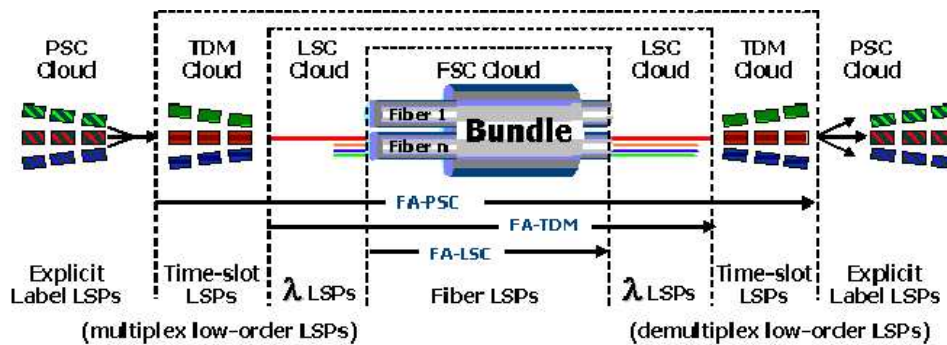 PSC Cloud
TDM Cloud
LSC Cloud
FSC Cloud
LSC Cloud
TDM Cloud
PSC Cloud
Fiber 1
Fiber n
Bundle
FA-PSC
FA-TDM
FA-LSC
Explicit Label LSPs
Time-slot LSPs
λ LSPs
Fiber LSPs
λ LSPs
Time-slot LSPs
Explicit Label LSPs
(multiplex low-order LSPs)
(demultiplex low-order LSPs)